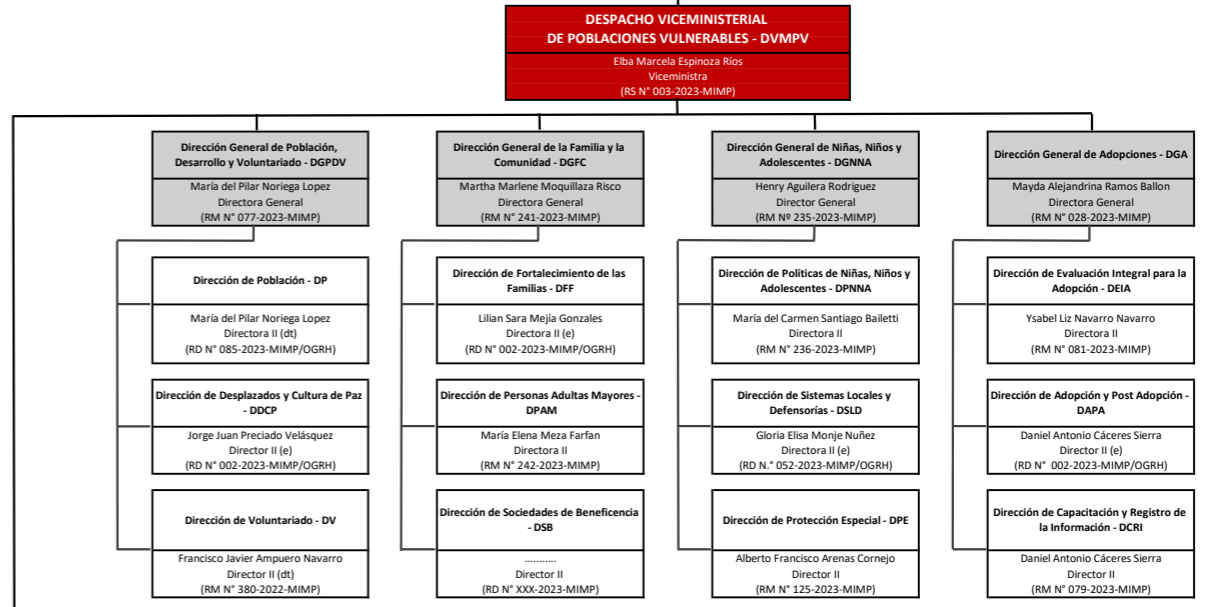 DESPACHO VICEMINISTERIAL
DE POBLACIONES VULNERABLES - DVMPV
Elba Marcela Espinoza Ríos
Viceministra
(RS N° 003-2023-MIMP)
Dirección General de Población,
Desarrollo y Voluntariado - DGPDV
María del Pilar Noriega Lopez
Directora General
(RM N° 077-2023-MIMP)
Dirección de Población - DP
María del Pilar Noriega Lopez
Directora II (dt)
(RD N° 085-2023-MIMP/OGRH)
Dirección de Desplazados y Cultura de Paz
- DDCP
Jorge Juan Preciado Velásquez
Director II (e)
(RD N° 002-2023-MIMP/OGRH)
Dirección de Voluntariado - DV
Francisco Javier Ampuero Navarro
Director II (dt)
(RM N° 380-2022-MIMP)
Dirección General de la Familia y la
Comunidad - DGFC
Martha Marlene Moquillaza Risco
Directora General
(RM N° 241-2023-MIMP)
Dirección de Fortalecimiento de las
Familias - DFF
Lilian Sara Mejía Gonzales
Directora II (e)
(RD N° 002-2023-MIMP/OGRH)
Dirección de Personas Adultas Mayores -
DPAM
María Elena Meza Farfan
Directora II
(RM N° 242-2023-MIMP)
Dirección de Sociedades de Beneficencia
- DSB
...........
Director II
(RD N° XXX-2023-MIMP)
Dirección General de Niñas, Niños y
Adolescentes - DGNNA
Henry Aguilera Rodriguez
Director General
(RM Nº 235-2023-MIMP)
Dirección de Políticas de Niñas, Niños y
Adolescentes - DPNNA
María del Carmen Santiago Bailetti
Directora II
(RM N° 236-2023-MIMP)
Dirección de Sistemas Locales y
Defensorías - DSLD
Gloria Elisa Monje Nuñez
Directora II (e)
(RD N.° 052-2023-MIMP/OGRH)
Dirección de Protección Especial - DPE
Alberto Francisco Arenas Cornejo
Director II
(RM N° 125-2023-MIMP)
Dirección General de Adopciones - DGA
Mayda Alejandrina Ramos Ballon
Directora General
(RM N° 028-2023-MIMP)
Dirección de Evaluación Integral para la
Adopción - DEIA
Ysabel Liz Navarro Navarro
Directora II
(RM N° 081-2023-MIMP)
Dirección de Adopción y Post Adopción -
DAPA
Daniel Antonio Cáceres Sierra
Director II (e)
(RD N° 002-2023-MIMP/OGRH)
Dirección de Capacitación y Registro de
la Información - DCRI
Daniel Antonio Cáceres Sierra
Director II
(RM N° 079-2023-MIMP)